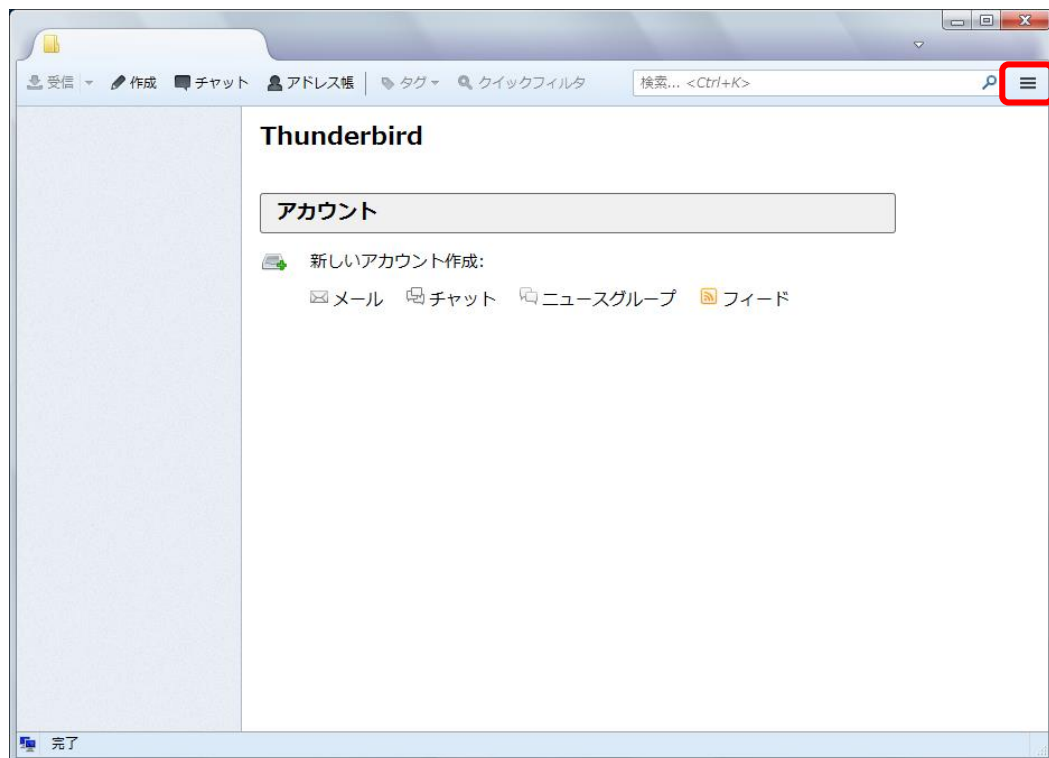 受信 作成 チャット アドレス帳 タグ クイックフィルタ 検索... <Ctrl+K>
Thunderbird
アカウント
新しいアカウント作成:
メール チャット ニュースグループ フィード
完了